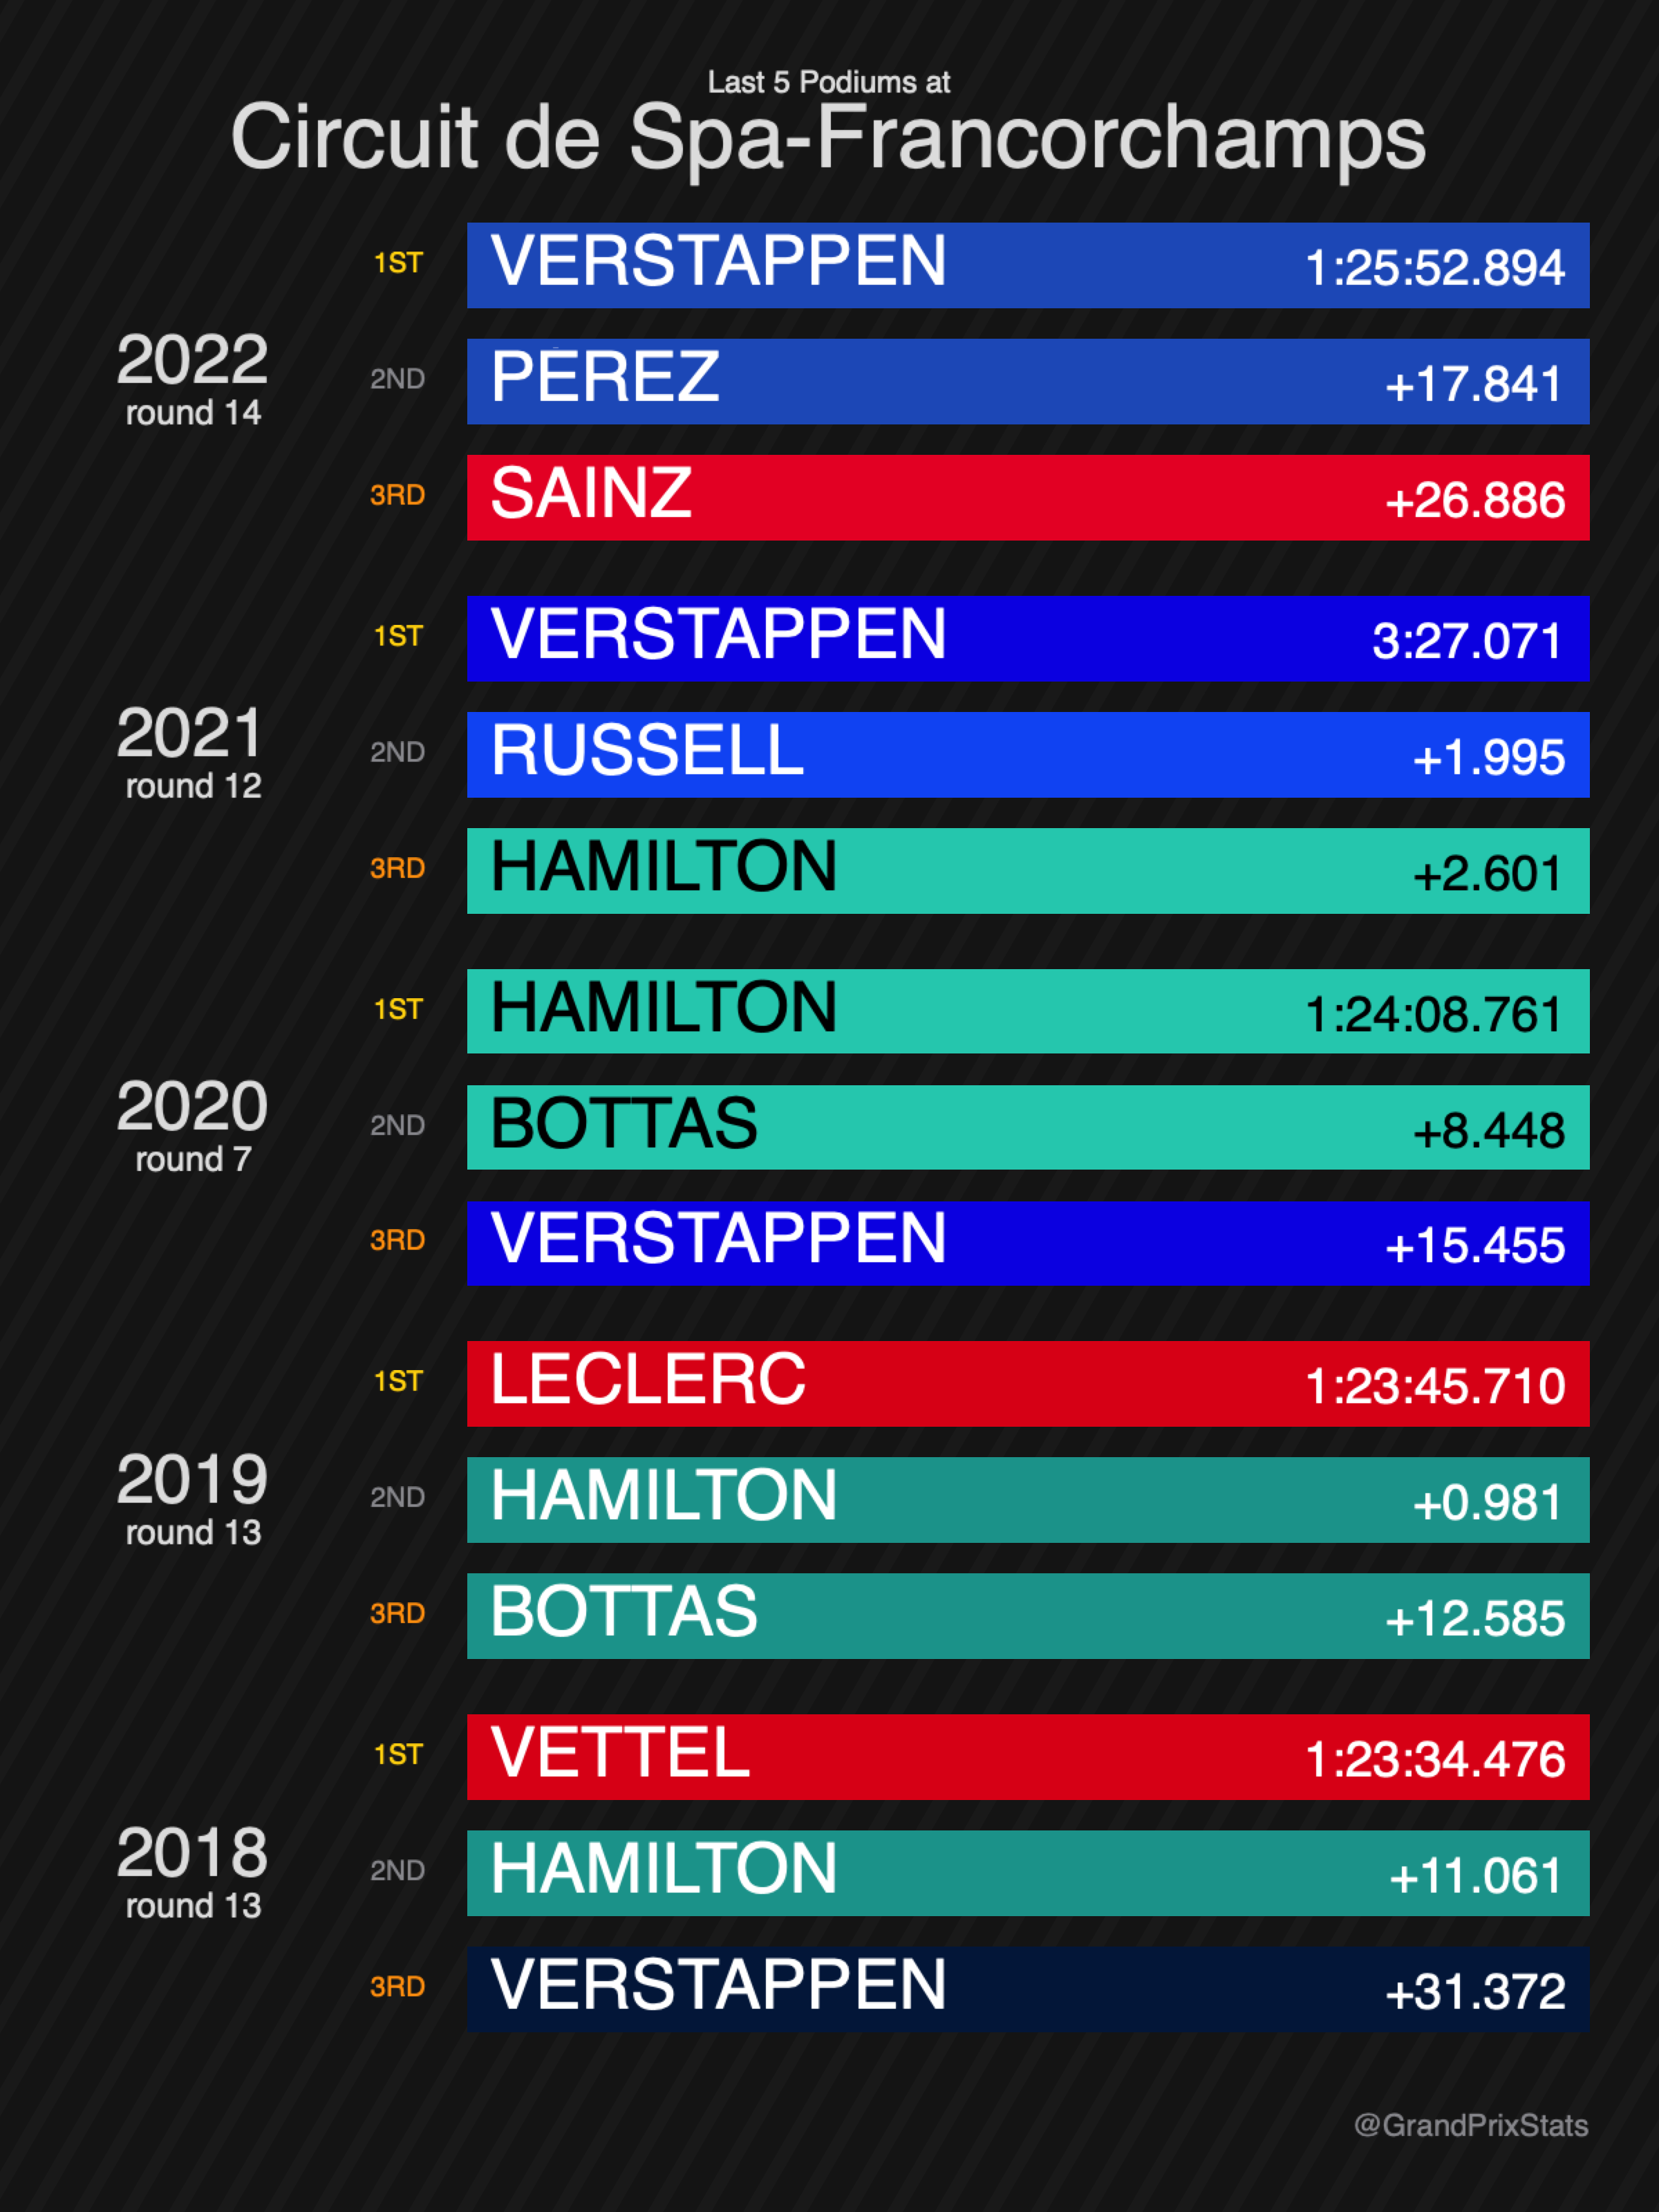 Last 5 Podiums at
Circuit de Spa-Francorchamps
2022
round 14
1ST VERSTAPPEN 1:25:52.894
2ND PÉREZ +17.841
3RD SAINZ +26.886
2021
round 12
1ST VERSTAPPEN 3:27.071
2ND RUSSELL +1.995
3RD HAMILTON +2.601
2020
round 7
1ST HAMILTON 1:24:08.761
2ND BOTTAS +8.448
3RD VERSTAPPEN +15.455
2019
round 13
1ST LECLERC 1:23:45.710
2ND HAMILTON +0.981
3RD BOTTAS +12.585
2018
round 13
1ST VETTEL 1:23:34.476
2ND HAMILTON +11.061
3RD VERSTAPPEN +31.372
@GrandPrixStats